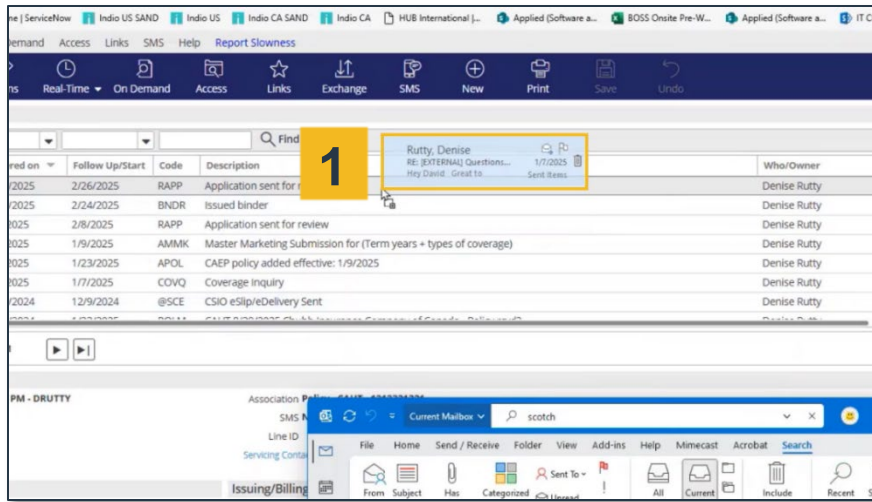 ne | ServiceNow Indio US SAND Indio US Indio CA SAND Indio CA HUB International |... Applied (Software a... BOSS Onsite Pre-W... Applied (Software a... IT C
emand Access Links SMS Help Report Slowness
ns Real-Time On Demand Access Links Exchange SMS New Print Save Undo
Find
1
Rutty, Denise
RE: [EXTERNAL] Questions... 1/7/2025
Hey David Great to Sent Items
red on Follow Up/Start Code Description Who/Owner
/2025 2/26/2025 RAPP Application sent for r Denise Rutty
/2025 2/24/2025 BNDR Issued binder Denise Rutty
2025 2/8/2025 RAPP Application sent for review Denise Rutty
2025 1/9/2025 AMMK Master Marketing Submission for (Term years + types of coverage) Denise Rutty
2025 1/23/2025 APOL CAEP policy added effective: 1/9/2025 Denise Rutty
2025 1/7/2025 COVQ Coverage Inquiry Denise Rutty
/2024 12/9/2024 @SCE CSIO eSlip/eDelivery Sent Denise Rutty
PM - DRUTTY Association
SMS N
Line ID
Servicing Conta
Issuing/Billing
Current Mailbox scotch
File Home Send / Receive Folder View Add-ins Help Mimecast Acrobat Search
From Subject Has Categorized Sent To Unread ! All Current Include Recent S